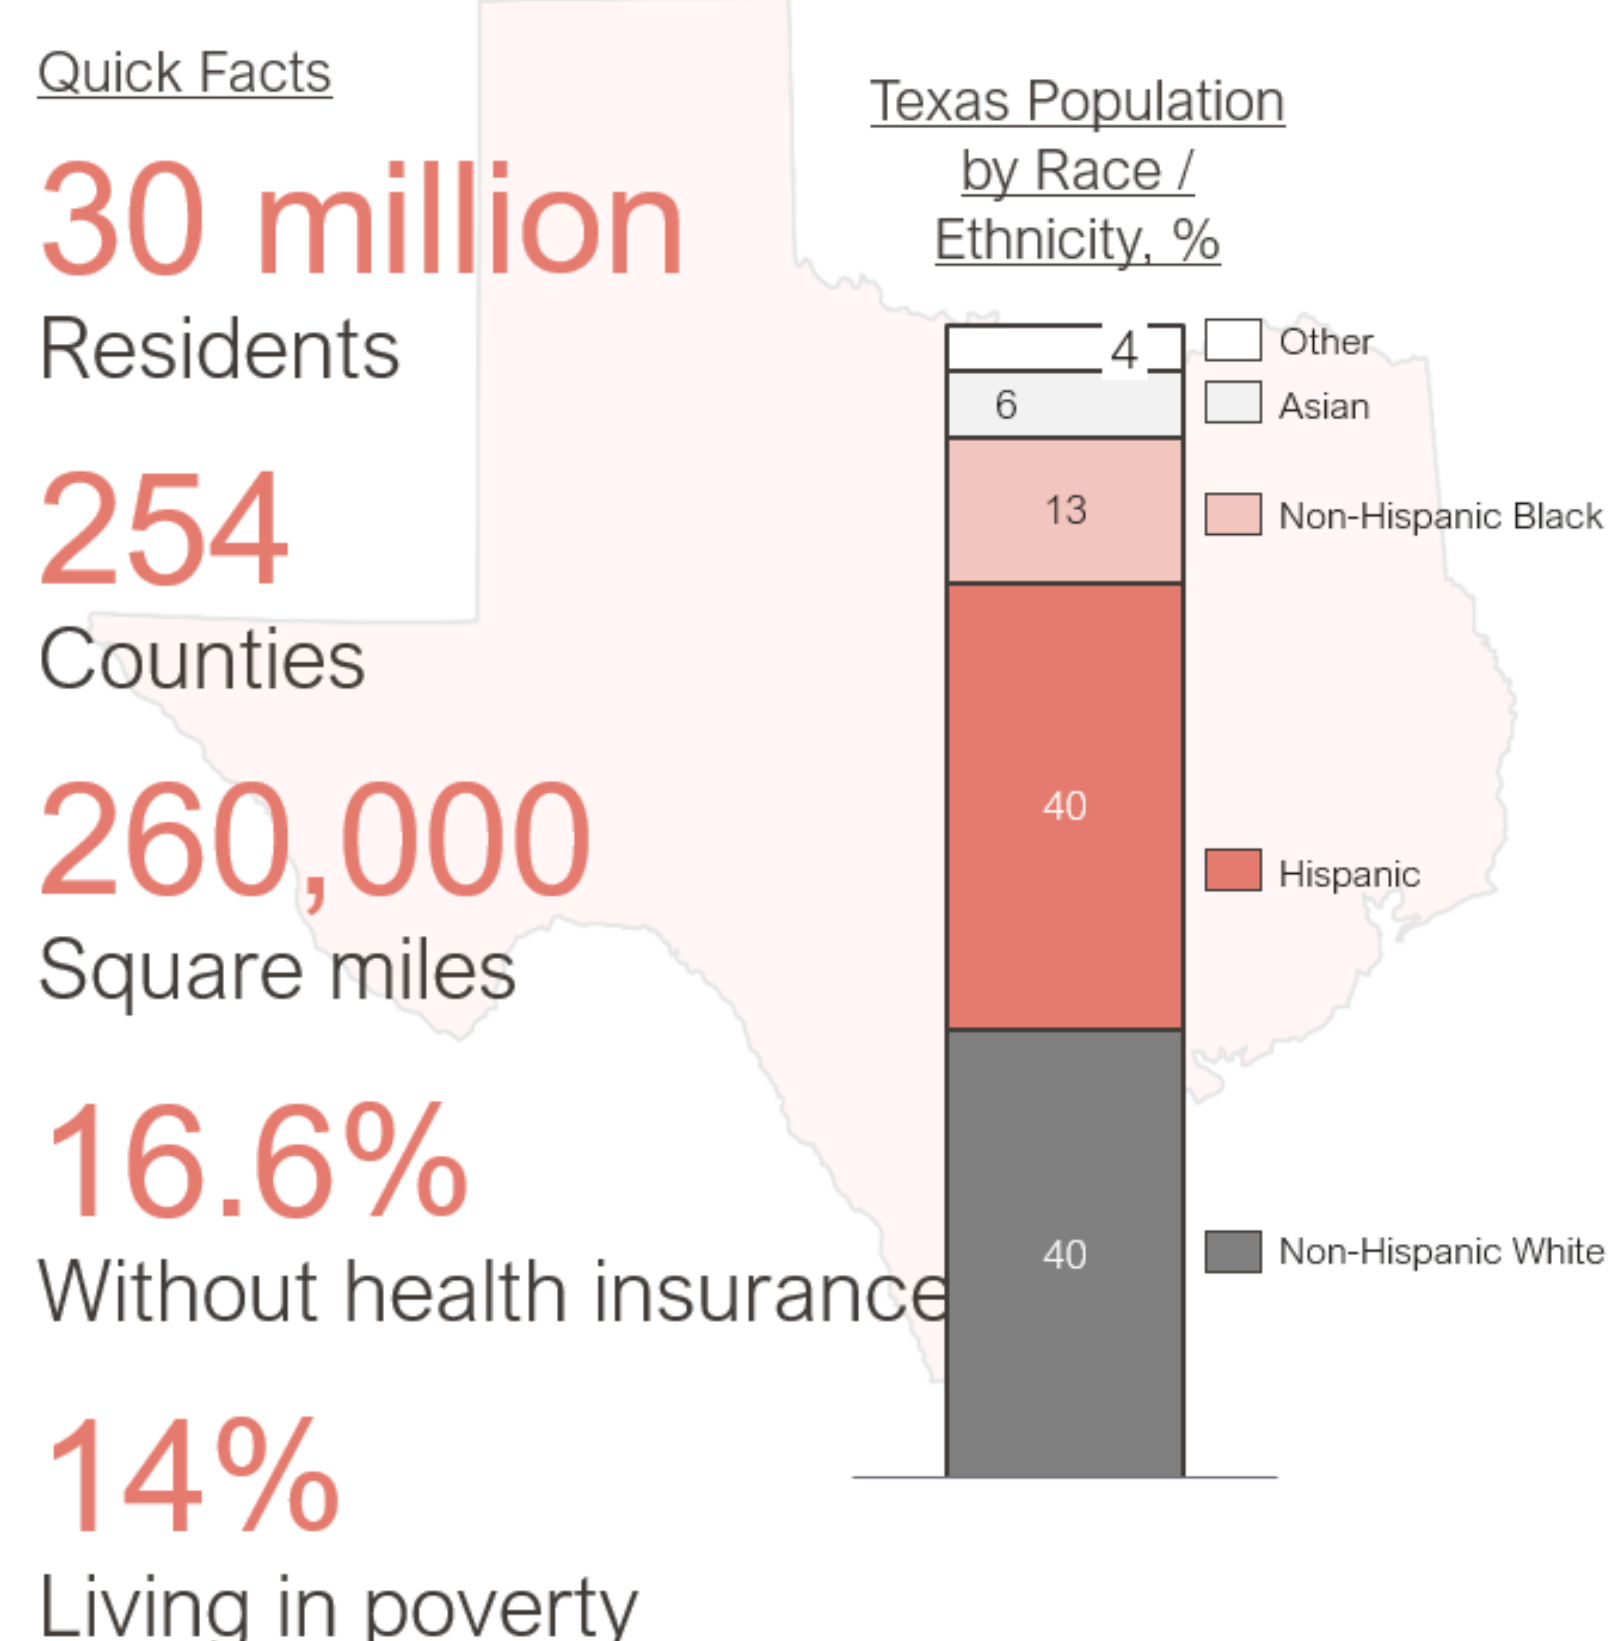 Quick Facts
30 million
Residents
254
Counties
260,000
Square miles
16.6%
Without health insurance
14%
Living in poverty
Texas Population
by Race /
Ethnicity, %
4
Other
6
Asian
13
Non-Hispanic Black
40
Hispanic
40
Non-Hispanic White